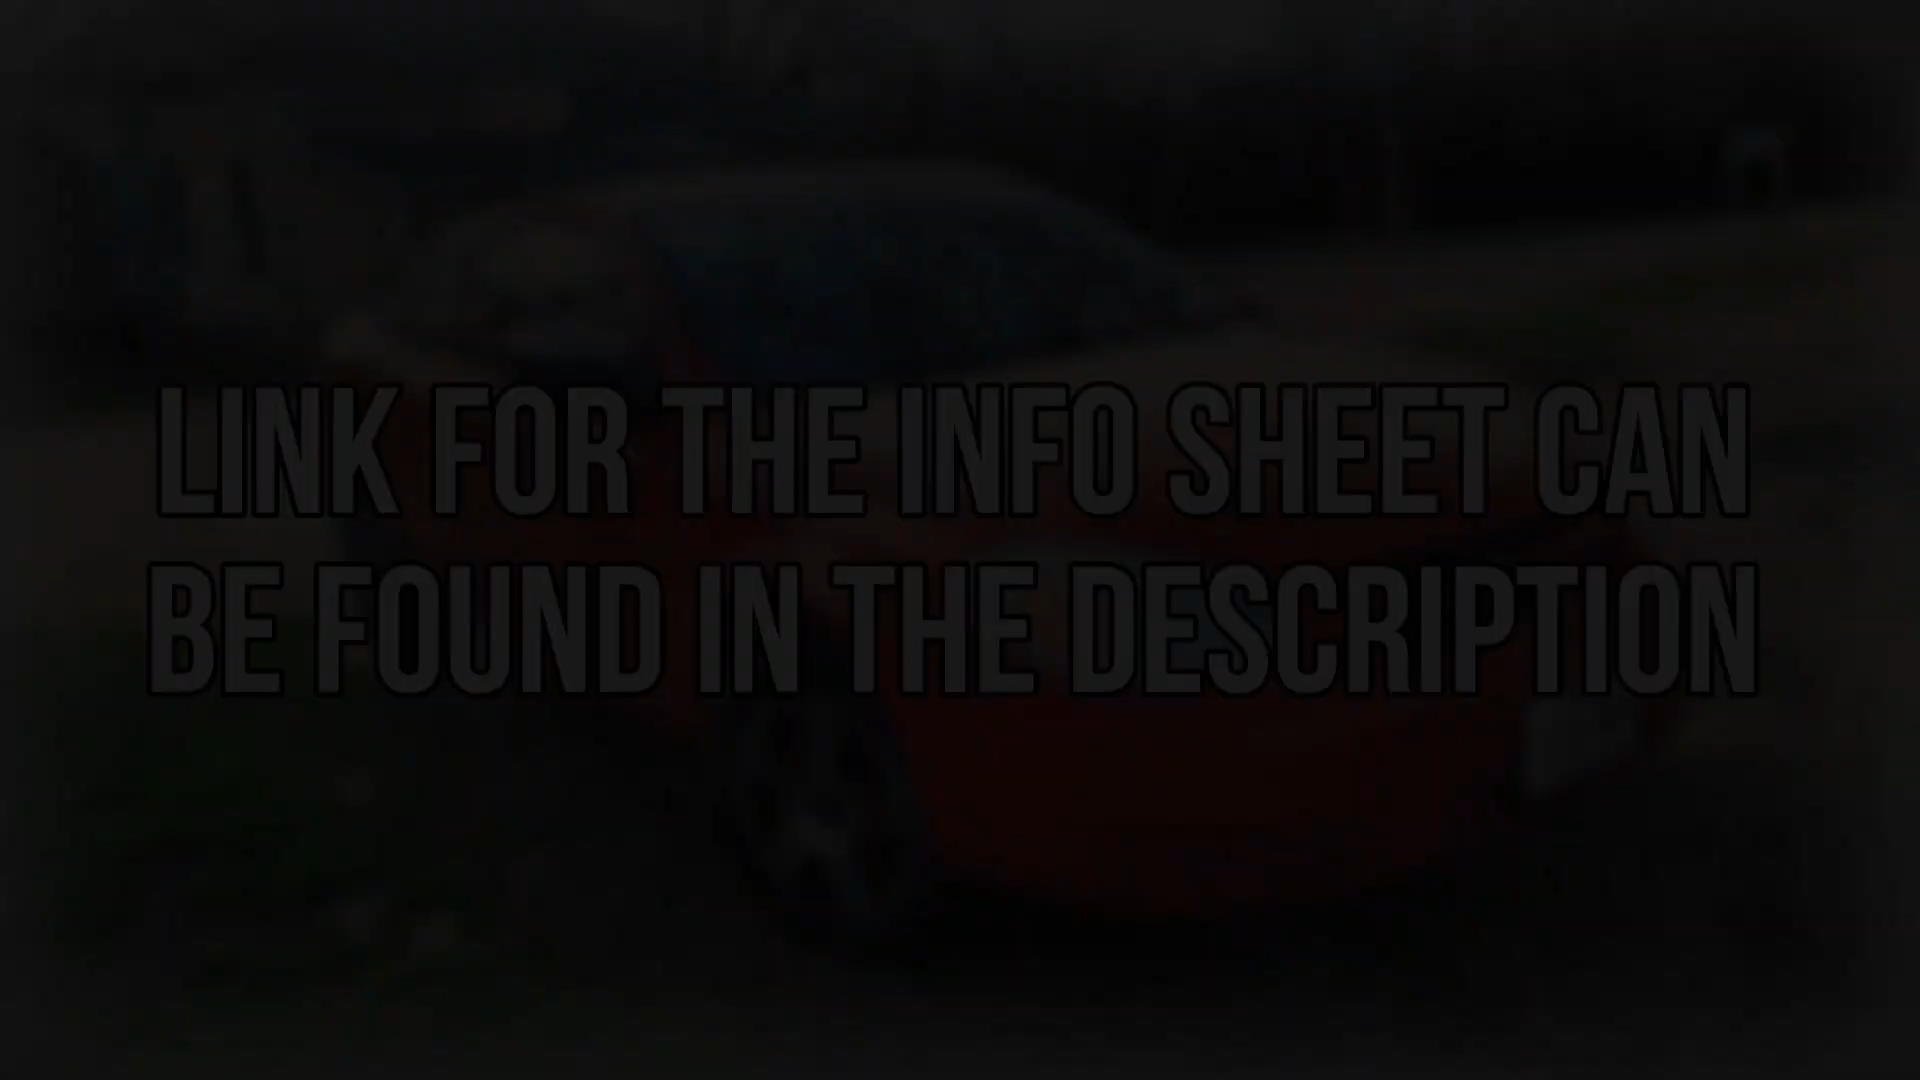 LINK FOR THE INFO SHEET CAN
BE FOUND IN THE DESCRIPTION